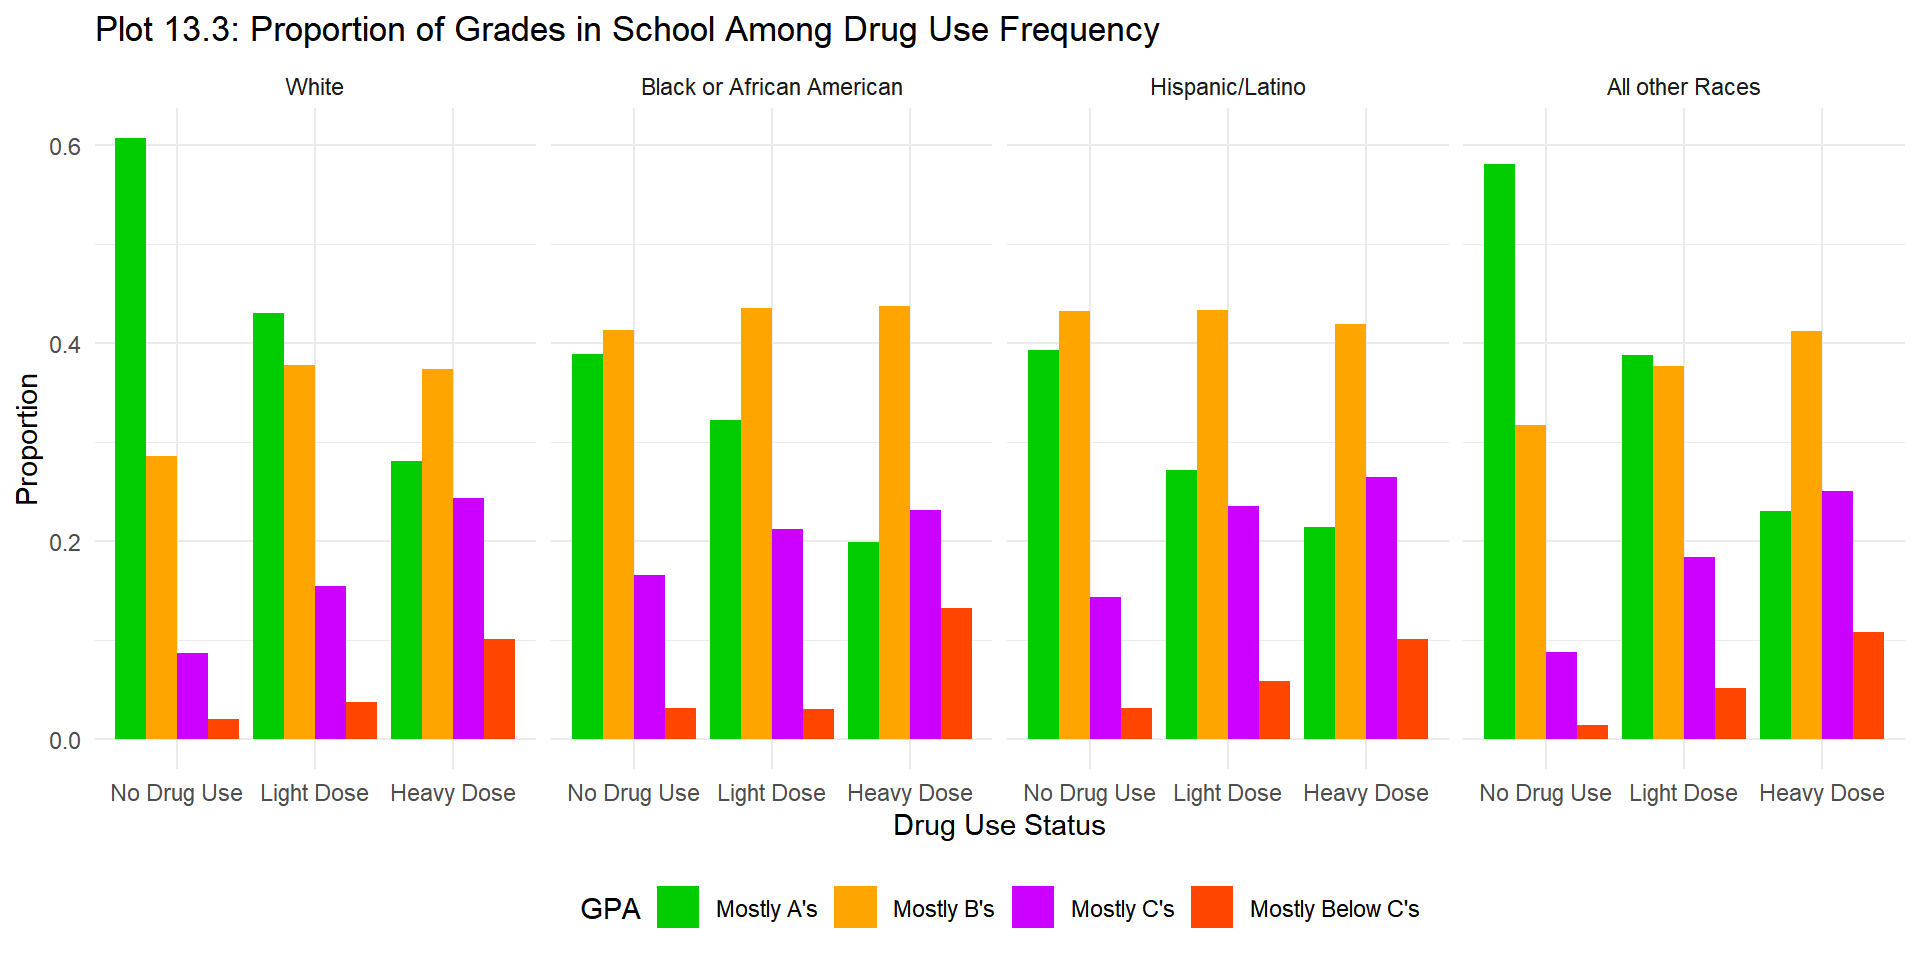 Plot 13.3: Proportion of Grades in School Among Drug Use Frequency
White Black or African American Hispanic/Latino All other Races
Proportion
0.6
0.4
0.2
0.0
No Drug Use Light Dose Heavy Dose No Drug Use Light Dose Heavy Dose No Drug Use Light Dose Heavy Dose No Drug Use Light Dose Heavy Dose
Drug Use Status
GPA Mostly A's Mostly B's Mostly C's Mostly Below C's